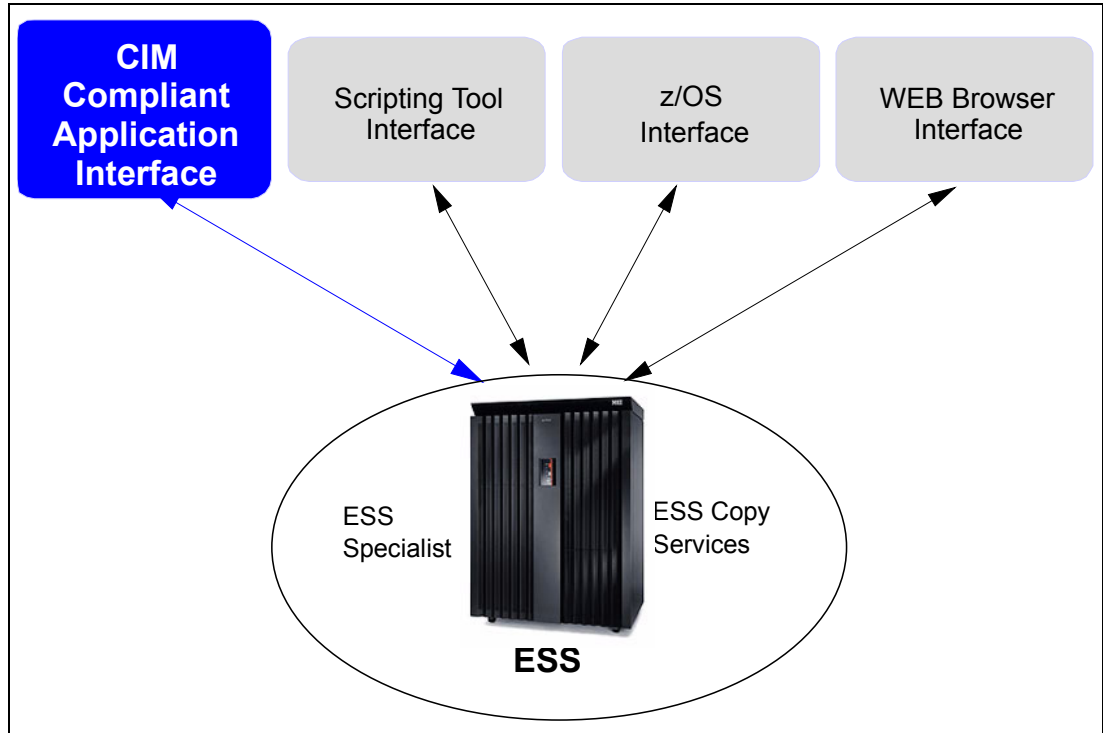 CIM
Compliant
Application
Interface
Scripting Tool
Interface
z/OS
Interface
WEB Browser
Interface
ESS
Specialist
ESS Copy
Services
ESS